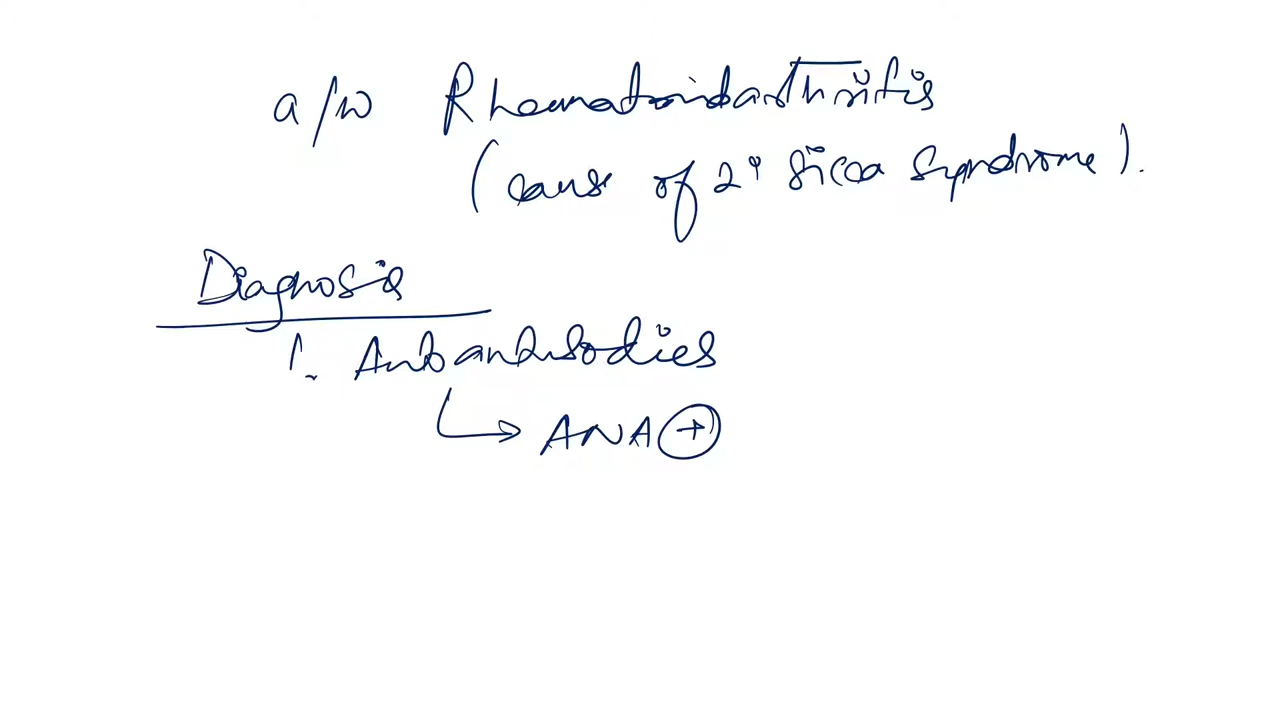 a/w Rheumatoid arthritis
(cause of 2° Sicca Syndrome).
Diagnosis
1. Autoantibodies
ANA +